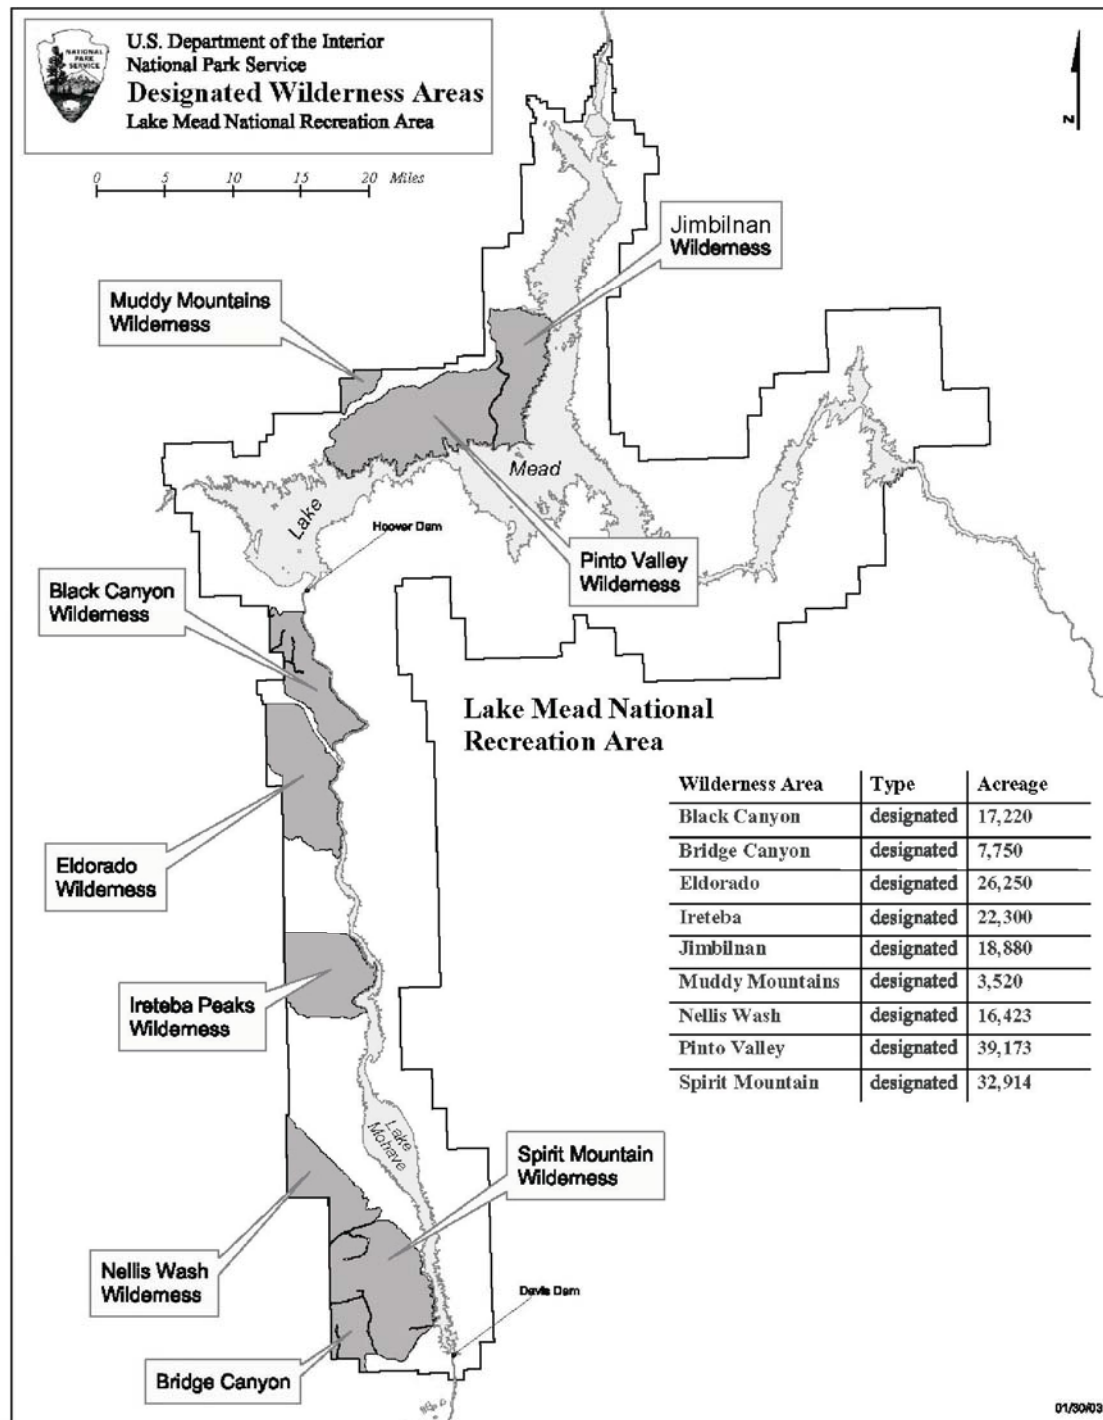 NATIONAL
PARK
SERVICE
U.S. Department of the Interior
National Park Service
Designated Wilderness Areas
Lake Mead National Recreation Area
0 5 10 15 20 Miles
N
Jimbilnan
Wilderness
Muddy Mountains
Wilderness
Mead
Lake
Hoover Dam
Pinto Valley
Wilderness
Black Canyon
Wilderness
Lake Mead National
Recreation Area
Wilderness Area Type Acreage
Black Canyon designated 17,220
Bridge Canyon designated 7,750
Eldorado designated 26,250
Ireteba designated 22,300
Jimbilnan designated 18,880
Muddy Mountains designated 3,520
Nellis Wash designated 16,423
Pinto Valley designated 39,173
Spirit Mountain designated 32,914
Eldorado
Wilderness
Ireteba Peaks
Wilderness
Lake
Mohave
Spirit Mountain
Wilderness
Nellis Wash
Wilderness
Davis Dam
Bridge Canyon
01/30/03